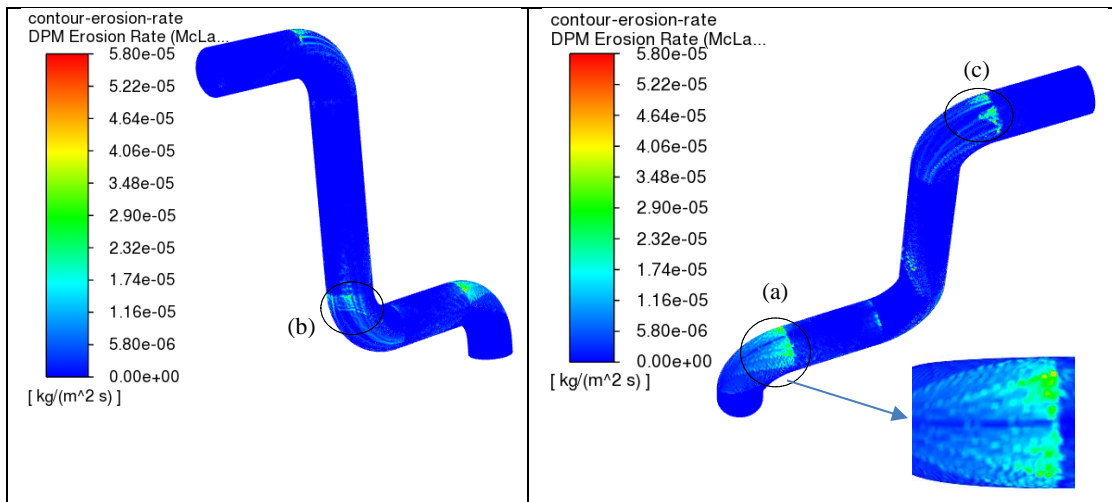 contour-erosion-rate
DPM Erosion Rate (McLa...
5.80e-05
5.22e-05
4.64e-05
4.06e-05
3.48e-05
2.90e-05
2.32e-05
1.74e-05
1.16e-05
5.80e-06
0.00e+00
[ kg/(m^2 s) ]
(b)
contour-erosion-rate
DPM Erosion Rate (McLa...
5.80e-05
5.22e-05
4.64e-05
4.06e-05
3.48e-05
2.90e-05
2.32e-05
1.74e-05
1.16e-05
5.80e-06
0.00e+00
[ kg/(m^2 s) ]
(c)
(a)